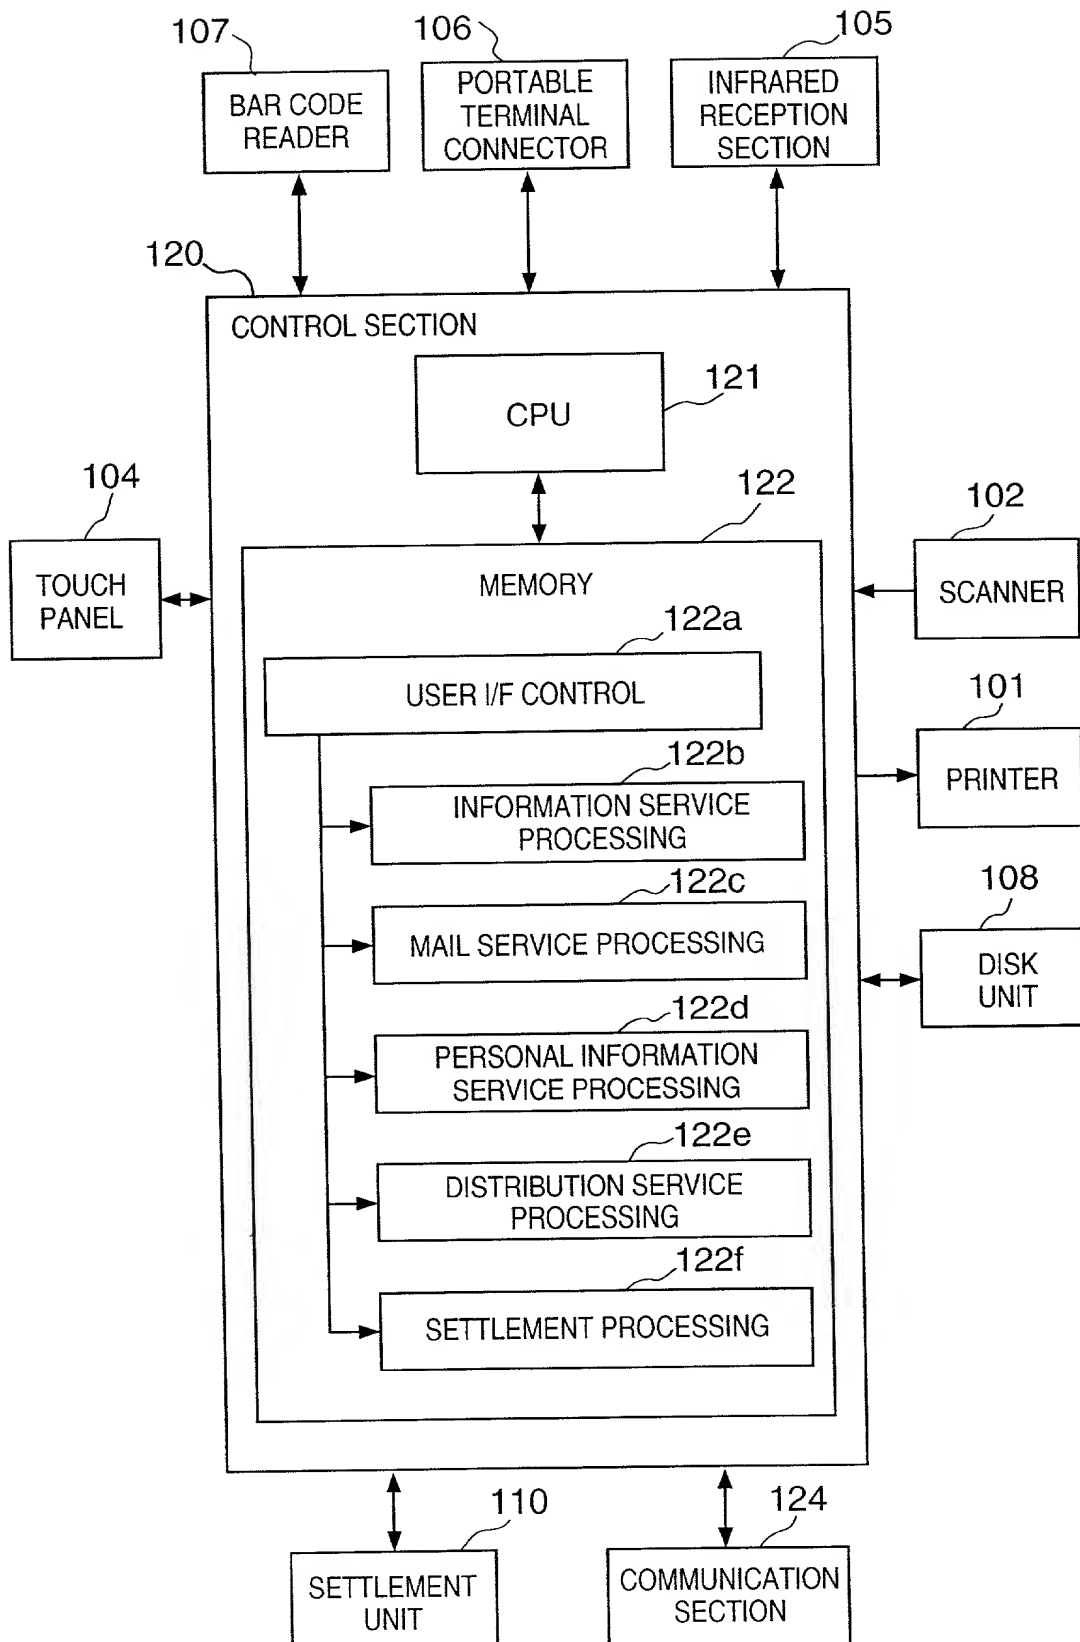 107
106
105
BAR CODE
READER
PORTABLE
TERMINAL
CONNECTOR
INFRARED
RECEPTION
SECTION
120
CONTROL SECTION
CPU
121
104
TOUCH
PANEL
122
MEMORY
102
SCANNER
122a
USER I/F CONTROL
101
PRINTER
122b
INFORMATION SERVICE
PROCESSING
122c
MAIL SERVICE PROCESSING
108
DISK
UNIT
122d
PERSONAL INFORMATION
SERVICE PROCESSING
122e
DISTRIBUTION SERVICE
PROCESSING
122f
SETTLEMENT PROCESSING
110
SETTLEMENT
UNIT
124
COMMUNICATION
SECTION